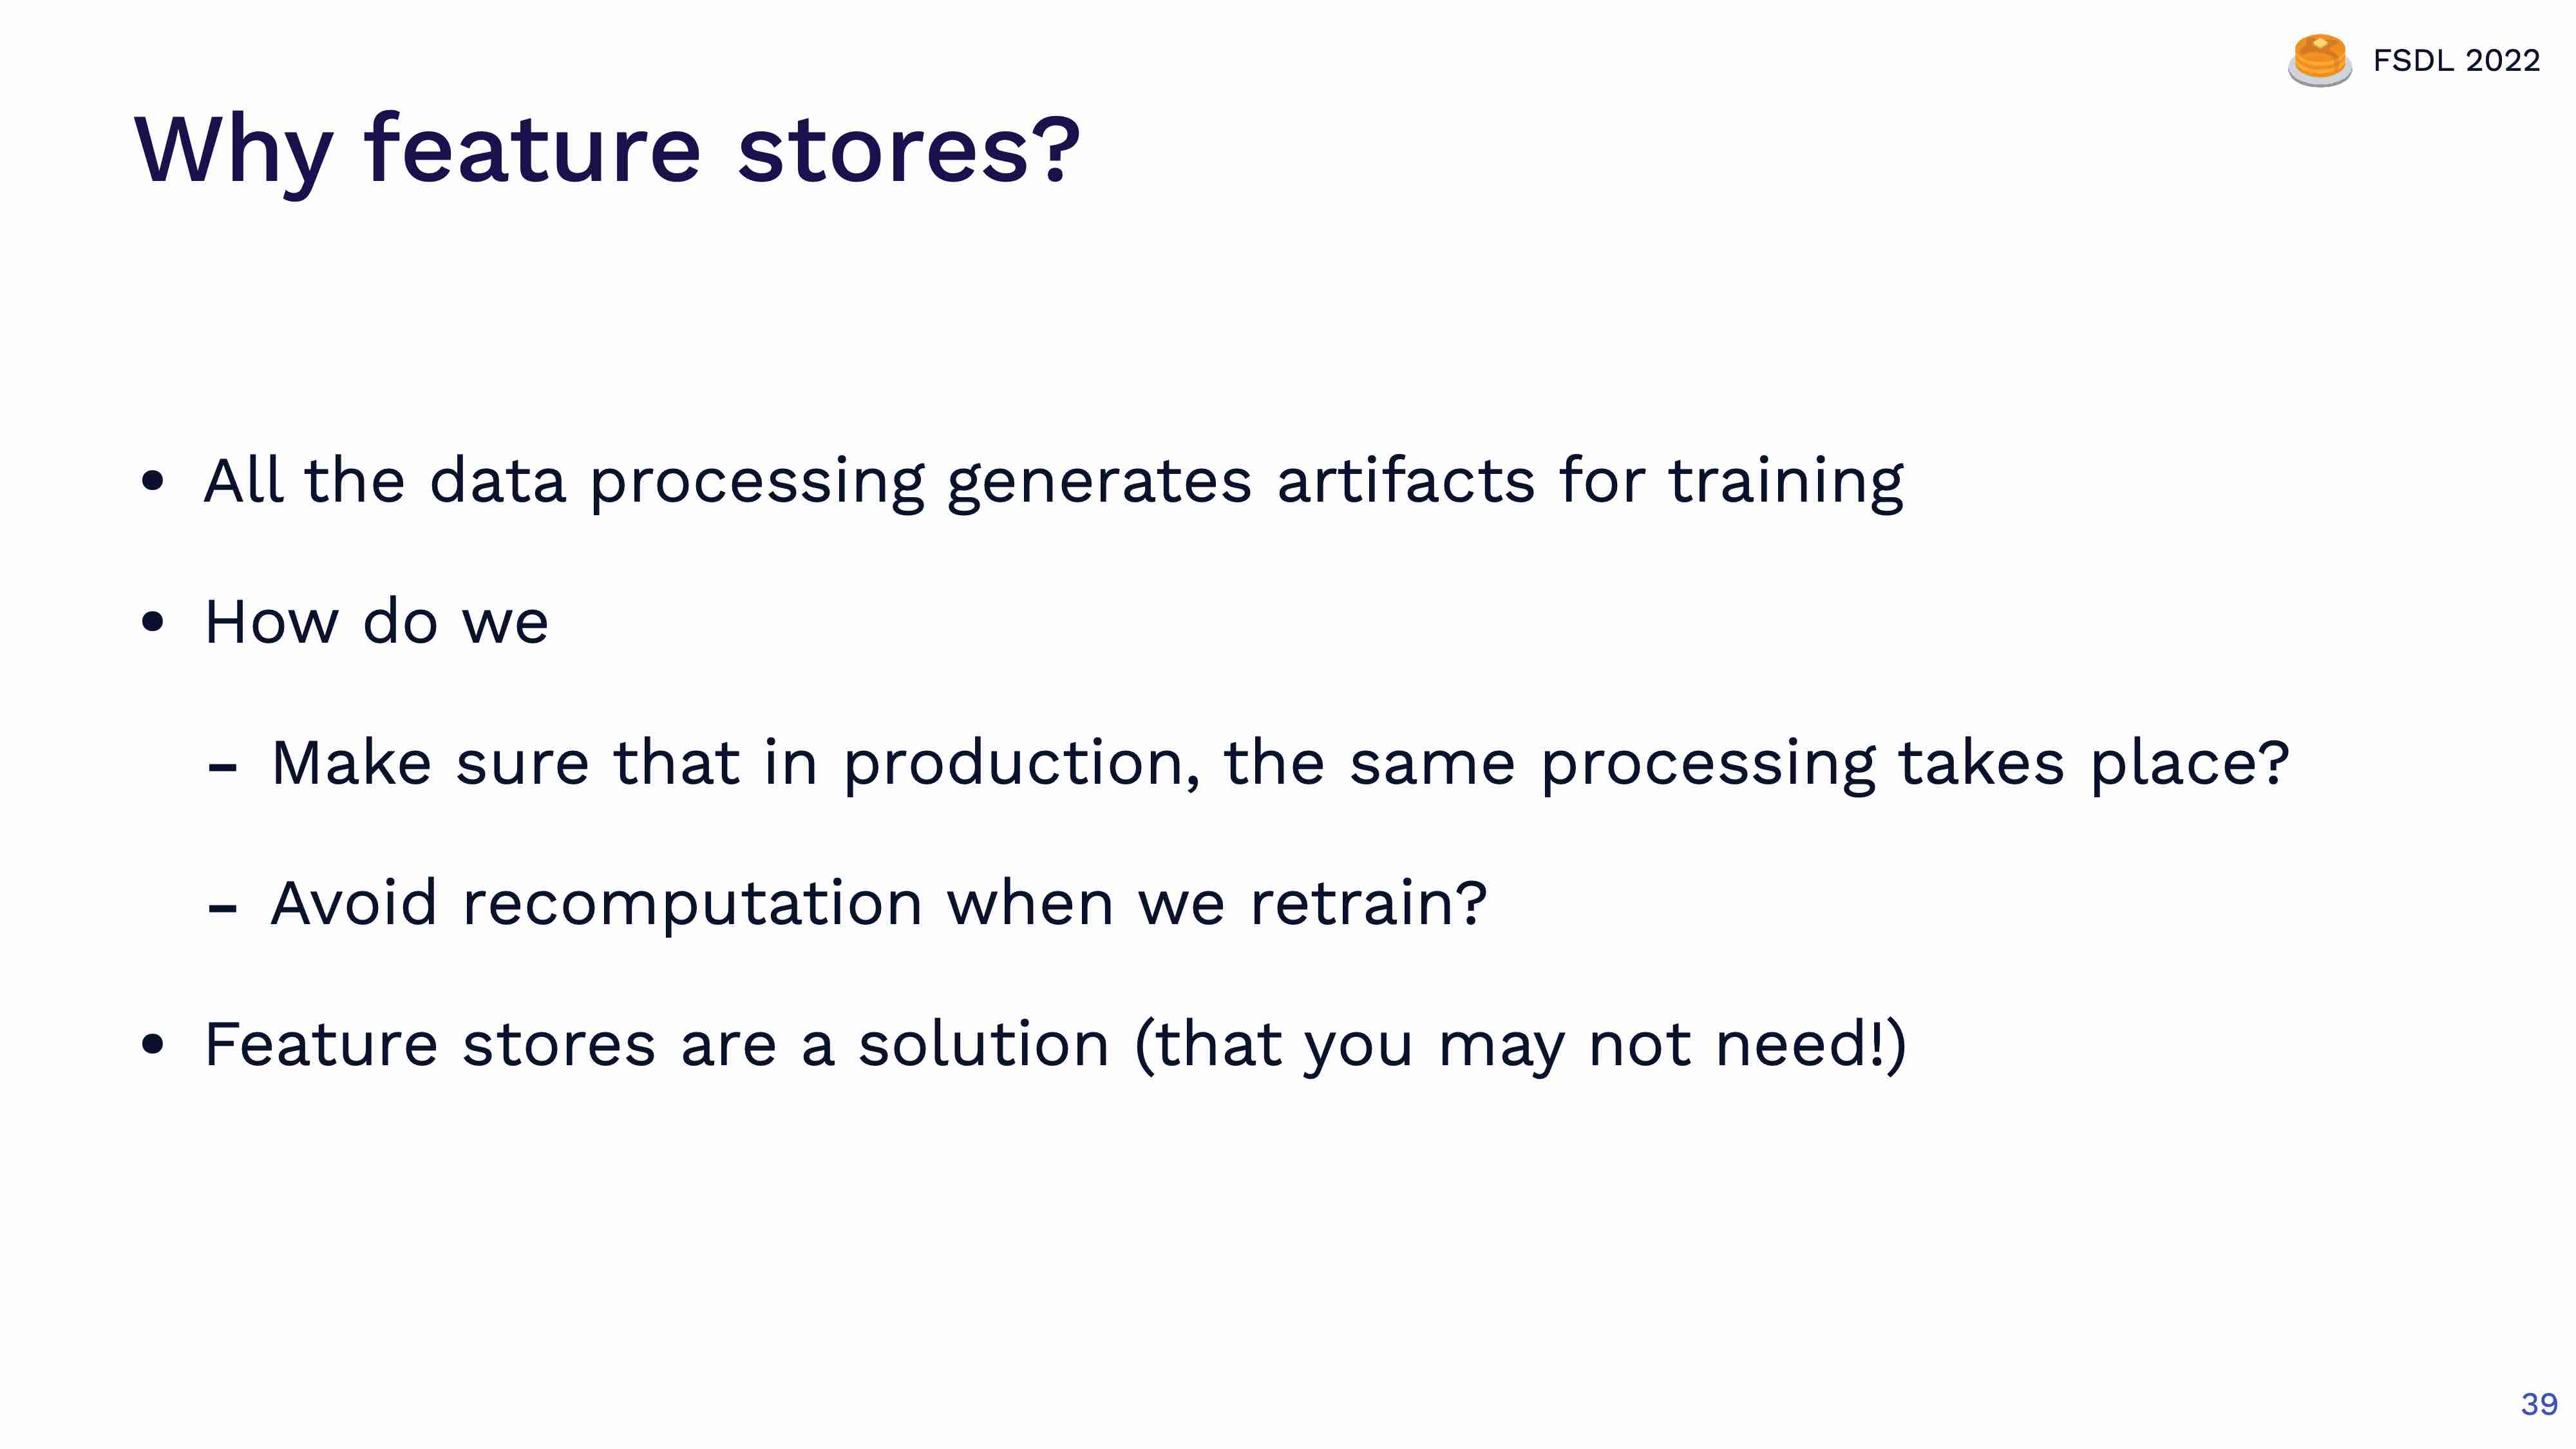 FSDL 2022
Why feature stores?
• All the data processing generates artifacts for training
• How do we
- Make sure that in production, the same processing takes place?
- Avoid recomputation when we retrain?
• Feature stores are a solution (that you may not need!)
39